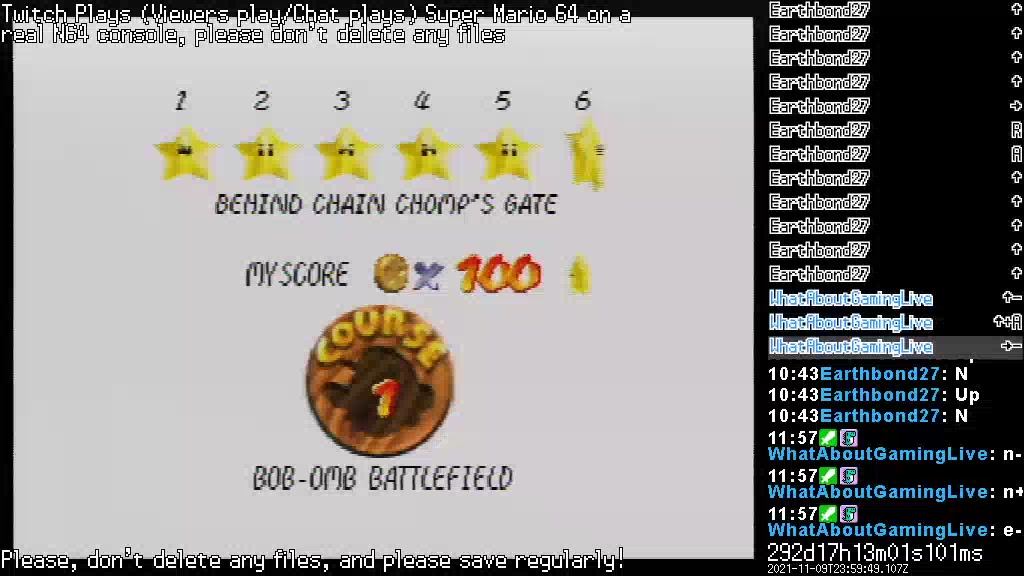 Twitch Plays (Viewers play/Chat plays) Super Mario 64 on a
real N64 console, please don't delete any files
1 2 3 4 5 6
BEHIND CHAIN CHOMP'S GATE
MY SCORE × 100
COURSE
1
BOB-OMB BATTLEFIELD
Please, don't delete any files, and please save regularly!
Earthbond27 ↑
Earthbond27 ↑
Earthbond27 ↑
Earthbond27 ↑
Earthbond27 →
Earthbond27 R
Earthbond27 A
Earthbond27 ↑
Earthbond27 ↑
Earthbond27 ↑
Earthbond27 ↑
Earthbond27 ↑
WhatAboutGamingLive ↑-
WhatAboutGamingLive ↑+A
WhatAboutGamingLive →-
10:43Earthbond27: N
10:43Earthbond27: Up
10:43Earthbond27: N
11:57
WhatAboutGamingLive: n-
11:57
WhatAboutGamingLive: n+
11:57
WhatAboutGamingLive: e-
292d17h13m01s101ms
2021-11-09T23:59:49.107Z